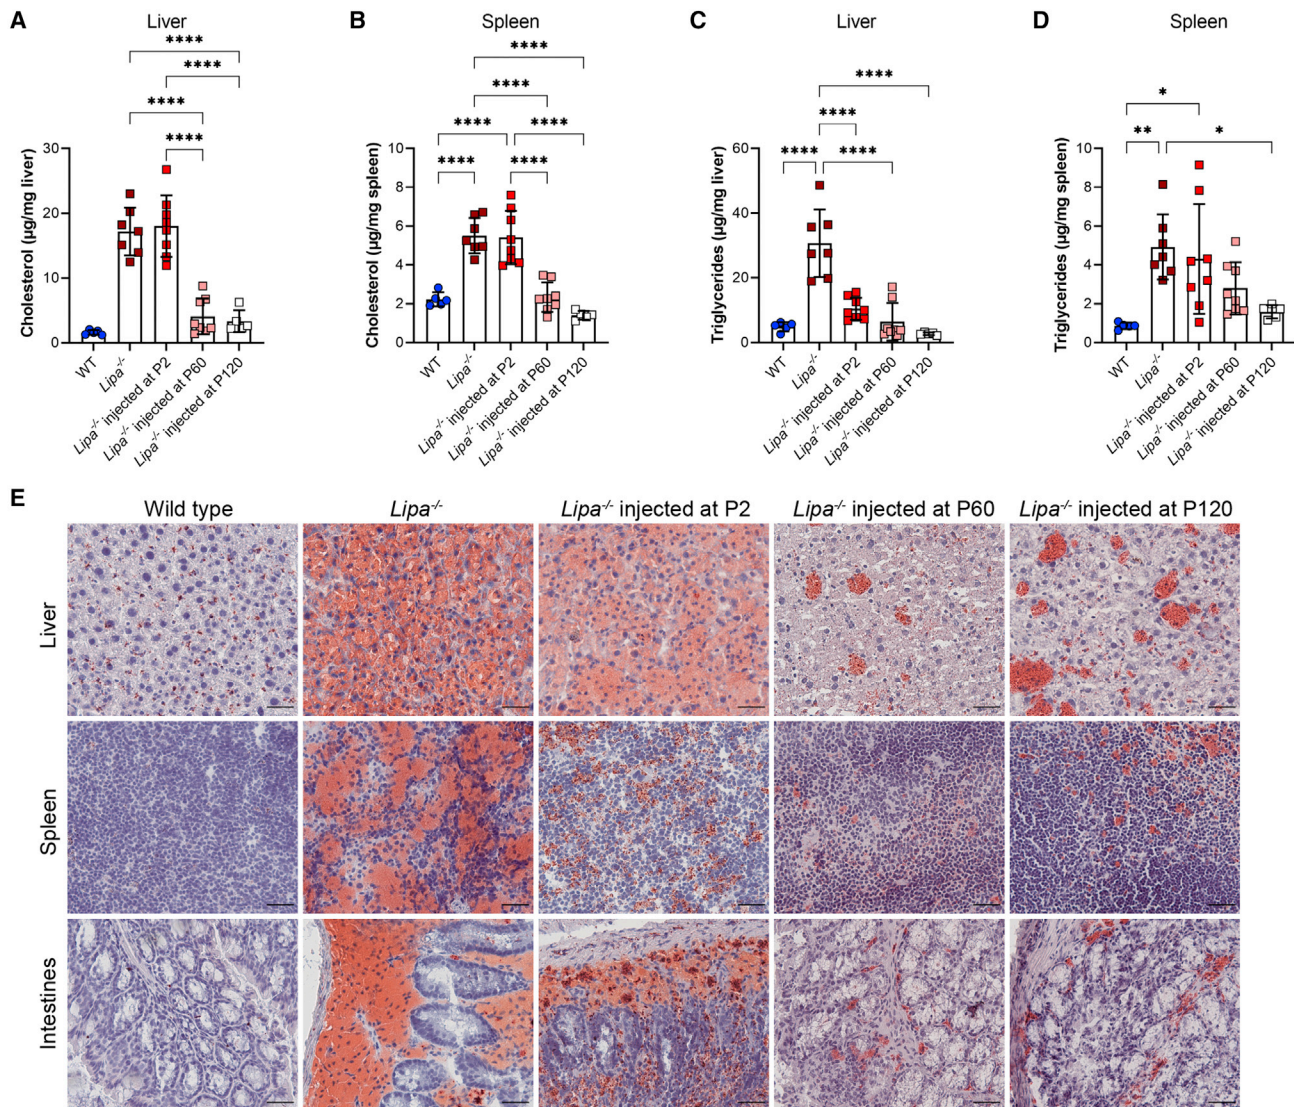 A
Liver
****
****
****
****
Cholesterol (µg/mg liver)
30
20
10
0
WT
Lipa-/-
Lipa-/- injected at P2
Lipa-/- injected at P60
Lipa-/- injected at P120
B
Spleen
****
****
**** ****
**** ****
Cholesterol (µg/mg spleen)
10
8
6
4
2
0
WT
Lipa-/-
Lipa-/- injected at P2
Lipa-/- injected at P60
Lipa-/- injected at P120
C
Liver
****
****
**** ****
Triglycerides (µg/mg liver)
60
40
20
0
WT
Lipa-/-
Lipa-/- injected at P2
Lipa-/- injected at P60
Lipa-/- injected at P120
D
Spleen
*
** *
Triglycerides (µg/mg spleen)
10
8
6
4
2
0
WT
Lipa-/-
Lipa-/- injected at P2
Lipa-/- injected at P60
Lipa-/- injected at P120
E
Wild type Lipa-/- Lipa-/- injected at P2 Lipa-/- injected at P60 Lipa-/- injected at P120
Liver
Spleen
Intestines